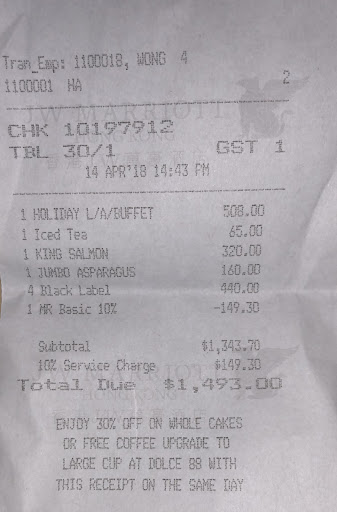 Tran_Emp: 1100018, WONG 4
1100001 HA 2
CHK 10197912
TBL 30/1 GST 1
14 APR'18 14:43 PM
1 HOLIDAY L/A/BUFFET 508.00
1 Iced Tea 65.00
1 KING SALMON 320.00
1 JUMBO ASPARAGUS 160.00
4 Black Label 440.00
1 MR Basic 10% -149.30
Subtotal $1,343.70
10% Service Charge $149.30
Total Due $1,493.00
ENJOY 30% OFF ON WHOLE CAKES
OR FREE COFFEE UPGRADE TO
LARGE CUP AT DOLCE 88 WITH
THIS RECEIPT ON THE SAME DAY